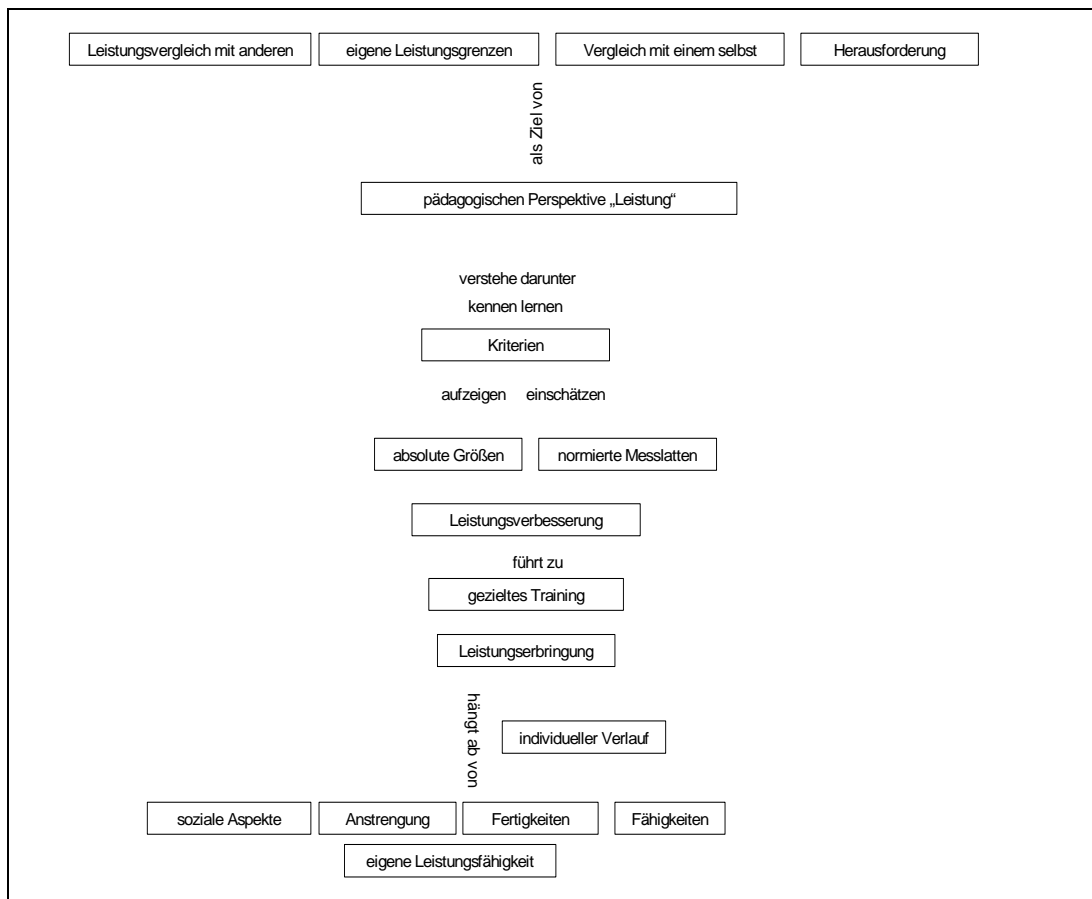 Leistungsvergleich mit anderen
eigene Leistungsgrenzen
Vergleich mit einem selbst
Herausforderung
als Ziel von
pädagogischen Perspektive „Leistung“
verstehe darunter
kennen lernen
Kriterien
aufzeigen einschätzen
absolute Größen
normierte Messlatten
Leistungsverbesserung
führt zu
gezieltes Training
Leistungserbringung
hängt ab von
individueller Verlauf
soziale Aspekte
Anstrengung
Fertigkeiten
Fähigkeiten
eigene Leistungsfähigkeit